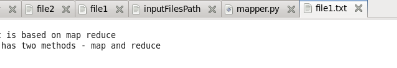 file2 file1 inputFilesPath mapper.py file1.txt
is based on map reduce
has two methods - map and reduce